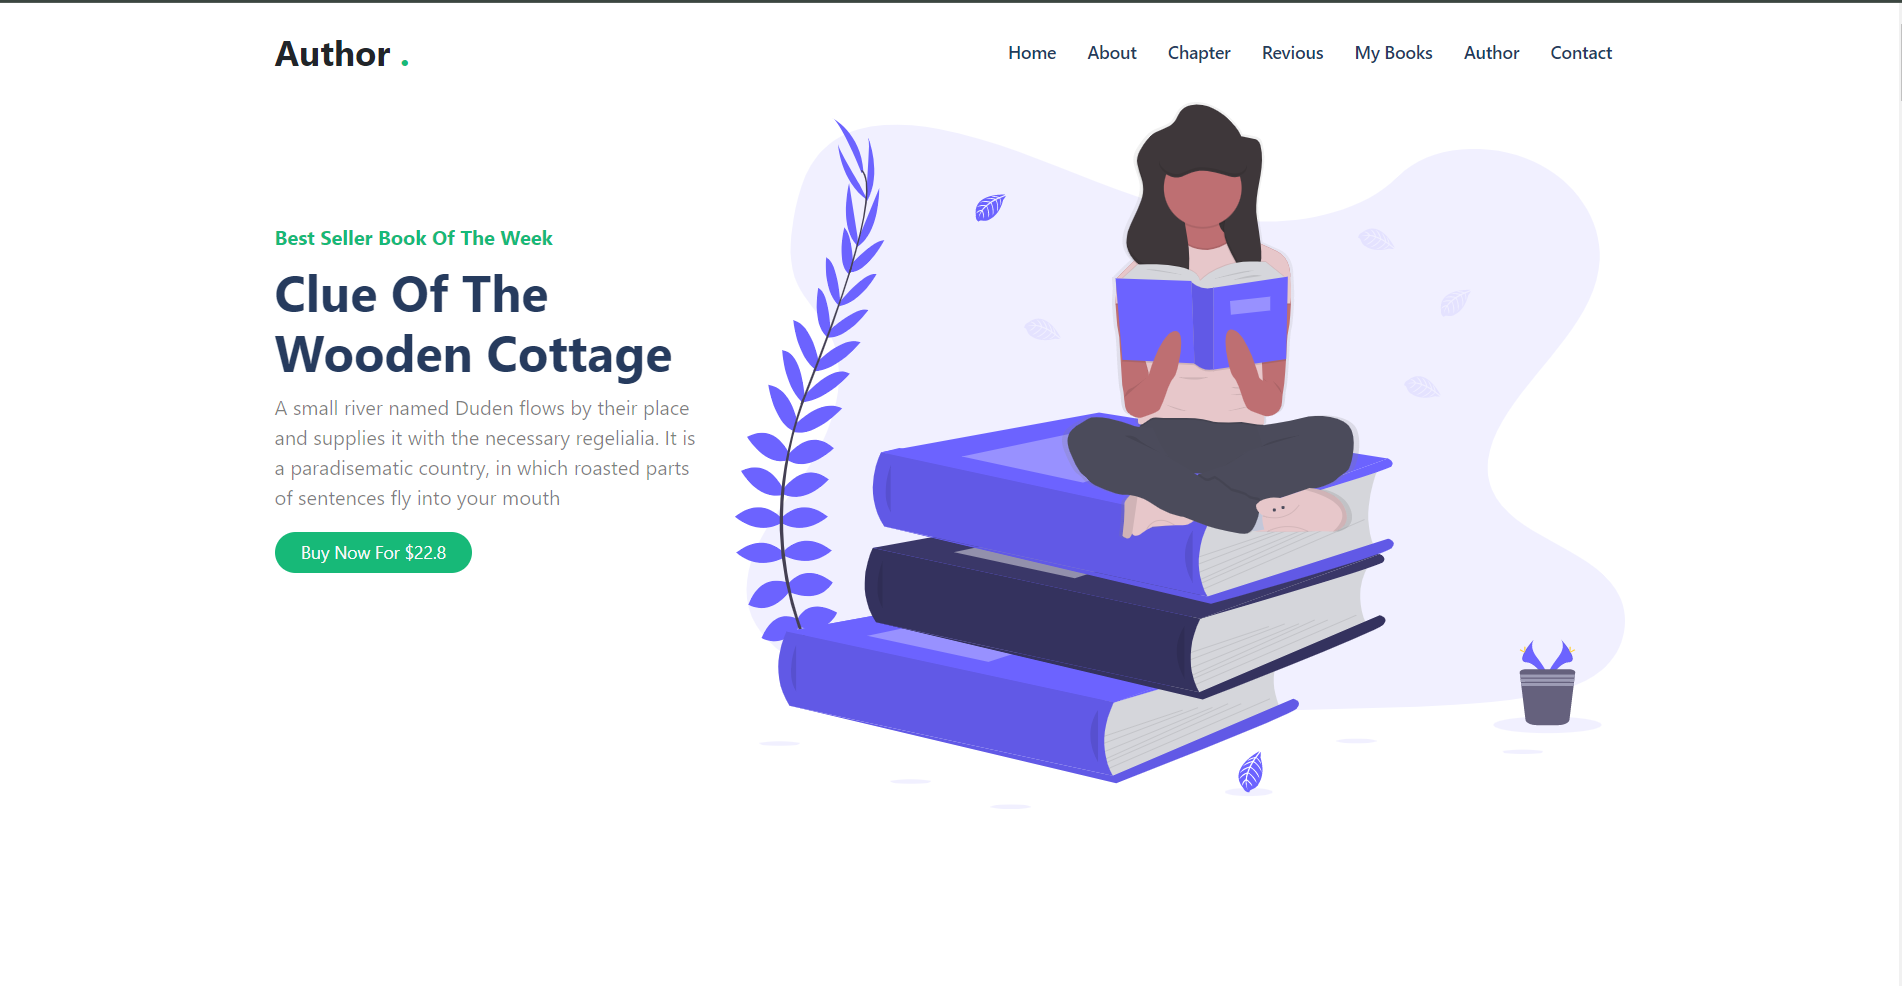 Author .
Home About Chapter Revious My Books Author Contact
Best Seller Book Of The Week
Clue Of The
Wooden Cottage
A small river named Duden flows by their place
and supplies it with the necessary regelialia. It is
a paradisematic country, in which roasted parts
of sentences fly into your mouth
Buy Now For $22.8